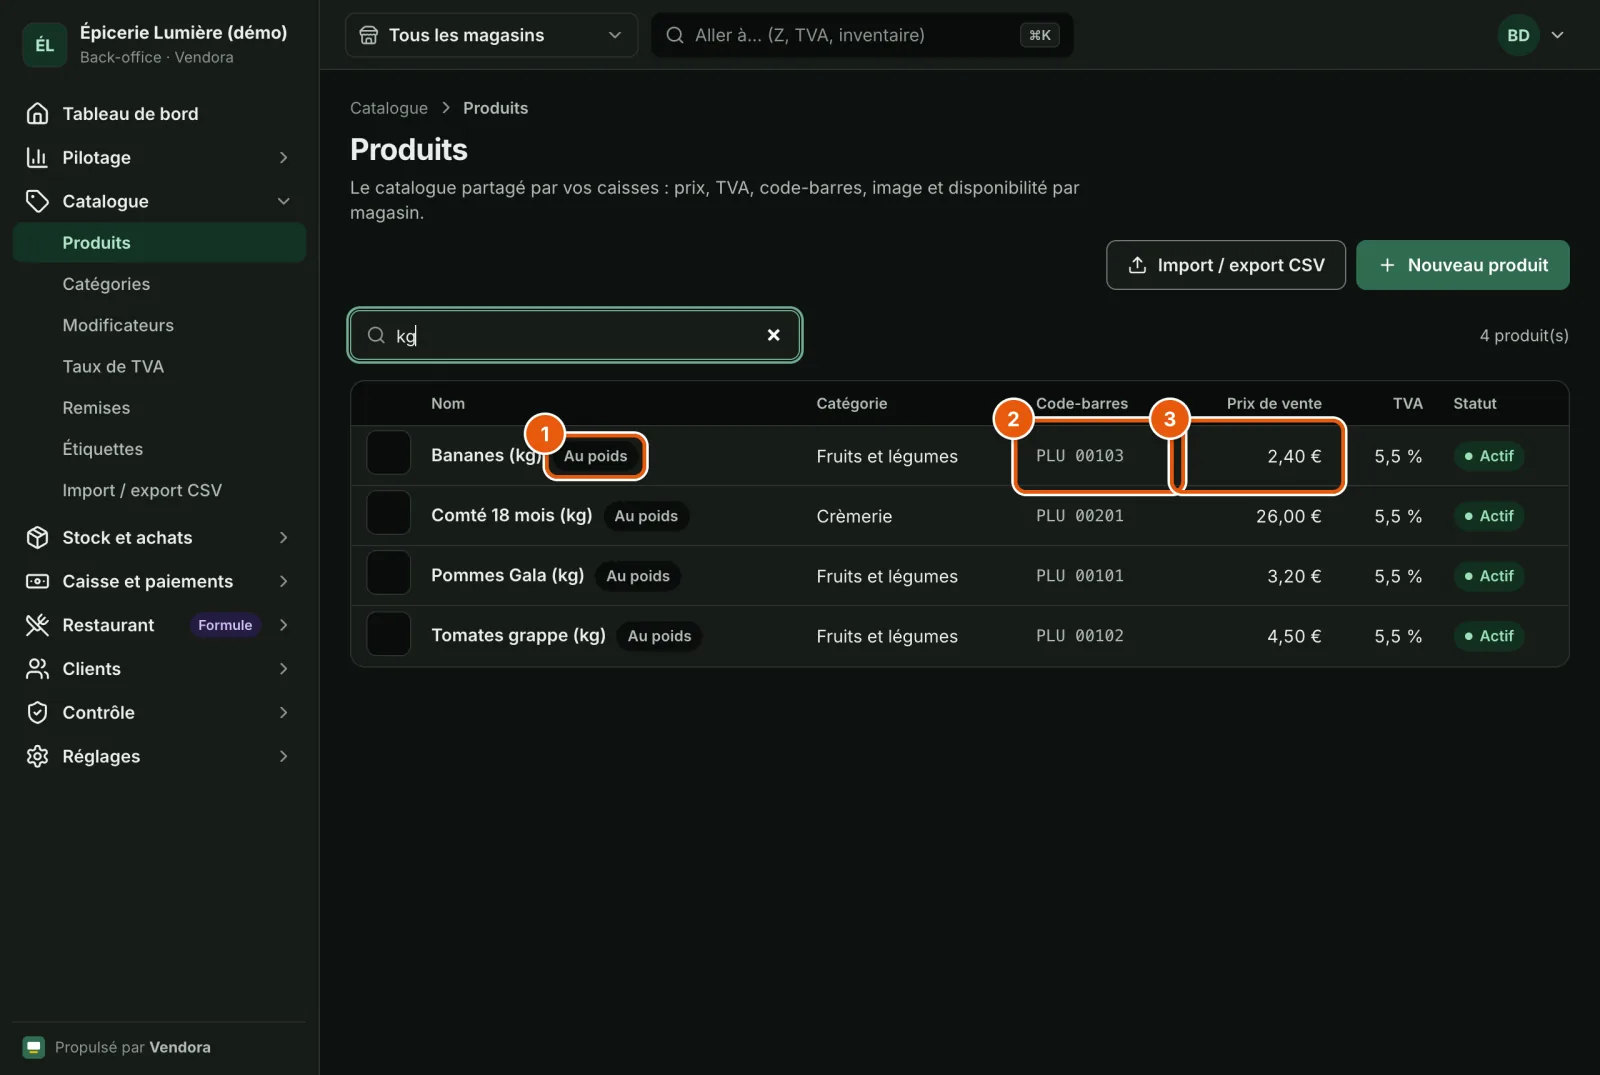 ÉL
Épicerie Lumière (démo)
Back-office · Vendora
Tous les magasins
Aller à... (Z, TVA, inventaire)
⌘K
BD
Tableau de bord
Pilotage
Catalogue
Produits
Catégories
Modificateurs
Taux de TVA
Remises
Étiquettes
Import / export CSV
Stock et achats
Caisse et paiements
Restaurant Formule
Clients
Contrôle
Réglages
Propulsé par Vendora
Catalogue > Produits
Produits
Le catalogue partagé par vos caisses : prix, TVA, code-barres, image et disponibilité par
magasin.
Import / export CSV
+ Nouveau produit
kg
4 produit(s)
Nom Catégorie Code-barres Prix de vente TVA Statut
1 2 3
Bananes (kg) Au poids Fruits et légumes PLU 00103 2,40 € 5,5 % Actif
Comté 18 mois (kg) Au poids Crèmerie PLU 00201 26,00 € 5,5 % Actif
Pommes Gala (kg) Au poids Fruits et légumes PLU 00101 3,20 € 5,5 % Actif
Tomates grappe (kg) Au poids Fruits et légumes PLU 00102 4,50 € 5,5 % Actif